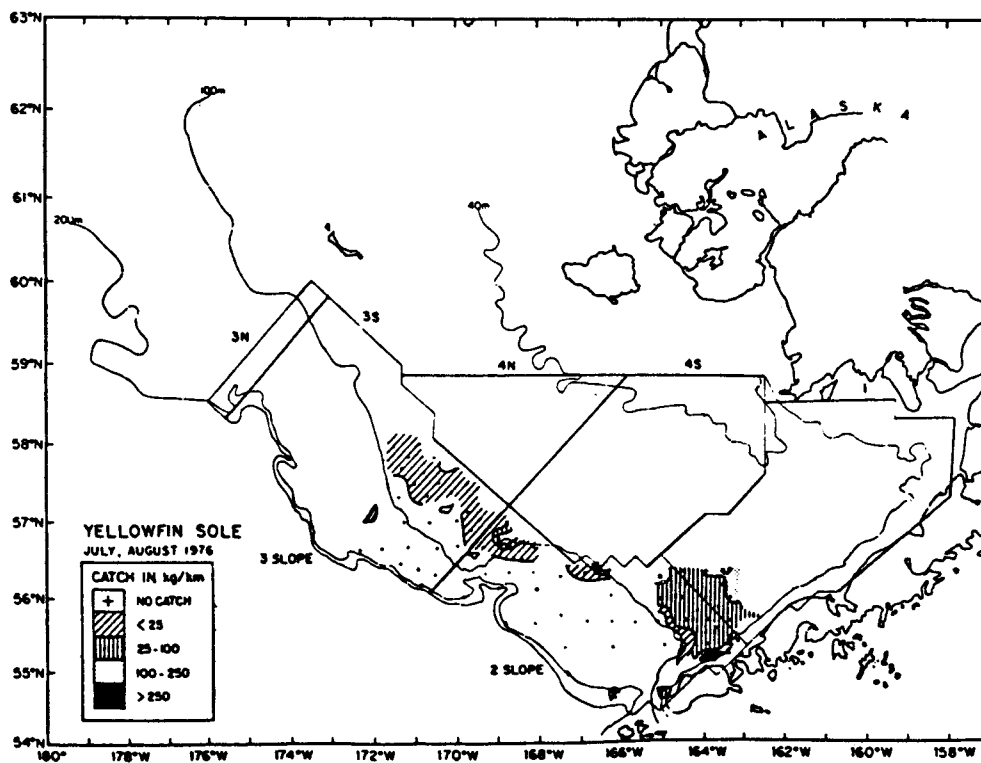 63°N
62°N
61°N
60°N
59°N
58°N
57°N
56°N
55°N
54°N
100m
200m
40m
A L A S K A
3N
3S
4N
4S
3 SLOPE
2 SLOPE
YELLOWFIN SOLE
JULY, AUGUST 1976
CATCH IN kg/km
+ NO CATCH
< 25
25 - 100
100 - 250
> 250
180° 178°W 176°W 174°W 172°W 170°W 168°W 166°W 164°W 162°W 160°W 158°W